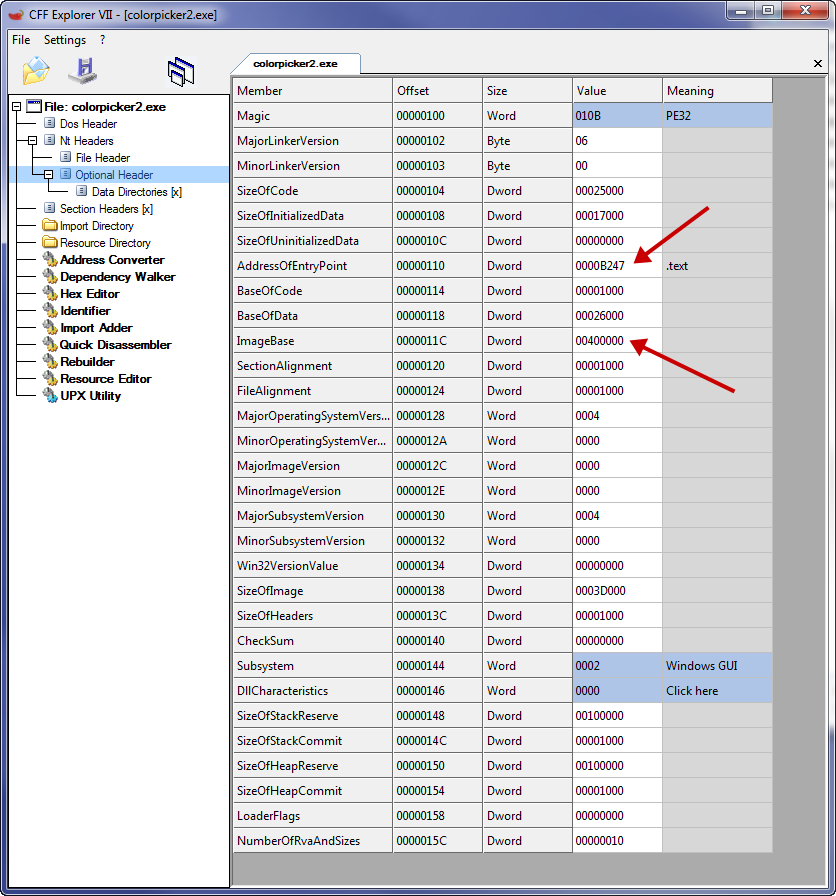 CFF Explorer VII - [colorpicker2.exe]
File Settings ?
colorpicker2.exe
File: colorpicker2.exe
Dos Header
Nt Headers
File Header
Optional Header
Data Directories [x]
Section Headers [x]
Import Directory
Resource Directory
Address Converter
Dependency Walker
Hex Editor
Identifier
Import Adder
Quick Disassembler
Rebuilder
Resource Editor
UPX Utility
Member Offset Size Value Meaning
Magic 00000100 Word 010B PE32
MajorLinkerVersion 00000102 Byte 06
MinorLinkerVersion 00000103 Byte 00
SizeOfCode 00000104 Dword 00025000
SizeOfInitializedData 00000108 Dword 00017000
SizeOfUninitializedData 0000010C Dword 00000000
AddressOfEntryPoint 00000110 Dword 0000B247 .text
BaseOfCode 00000114 Dword 00001000
BaseOfData 00000118 Dword 00026000
ImageBase 0000011C Dword 00400000
SectionAlignment 00000120 Dword 00001000
FileAlignment 00000124 Dword 00001000
MajorOperatingSystemVers... 00000128 Word 0004
MinorOperatingSystemVer... 0000012A Word 0000
MajorImageVersion 0000012C Word 0000
MinorImageVersion 0000012E Word 0000
MajorSubsystemVersion 00000130 Word 0004
MinorSubsystemVersion 00000132 Word 0000
Win32VersionValue 00000134 Dword 00000000
SizeOfImage 00000138 Dword 0003D000
SizeOfHeaders 0000013C Dword 00001000
CheckSum 00000140 Dword 00000000
Subsystem 00000144 Word 0002 Windows GUI
DllCharacteristics 00000146 Word 0000 Click here
SizeOfStackReserve 00000148 Dword 00100000
SizeOfStackCommit 0000014C Dword 00001000
SizeOfHeapReserve 00000150 Dword 00100000
SizeOfHeapCommit 00000154 Dword 00001000
LoaderFlags 00000158 Dword 00000000
NumberOfRvaAndSizes 0000015C Dword 00000010